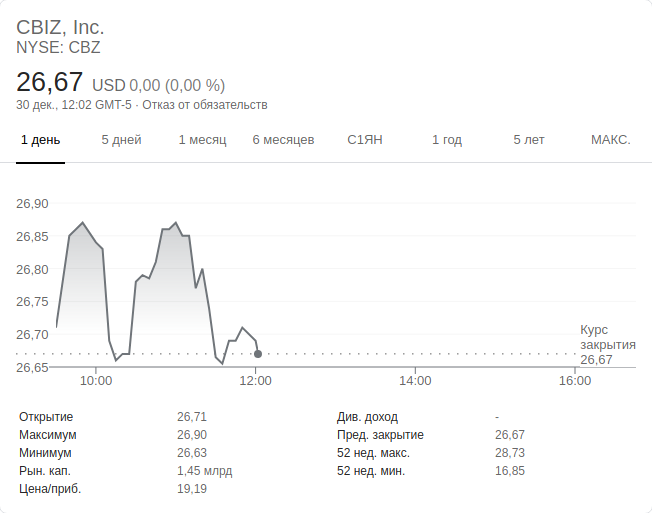 CBIZ, Inc.
NYSE: CBZ
26,67 USD 0,00 (0,00 %)
30 дек., 12:02 GMT-5 · Отказ от обязательств
1 день 5 дней 1 месяц 6 месяцев С1ЯН 1 год 5 лет МАКС.
26,90
26,85
26,80
26,75
26,70
26,65
Курс
закрытия
26,67
10:00 12:00 14:00 16:00
Открытие 26,71 Див. доход -
Максимум 26,90 Пред. закрытие 26,67
Минимум 26,63 52 нед. макс. 28,73
Рын. кап. 1,45 млрд 52 нед. мин. 16,85
Цена/приб. 19,19